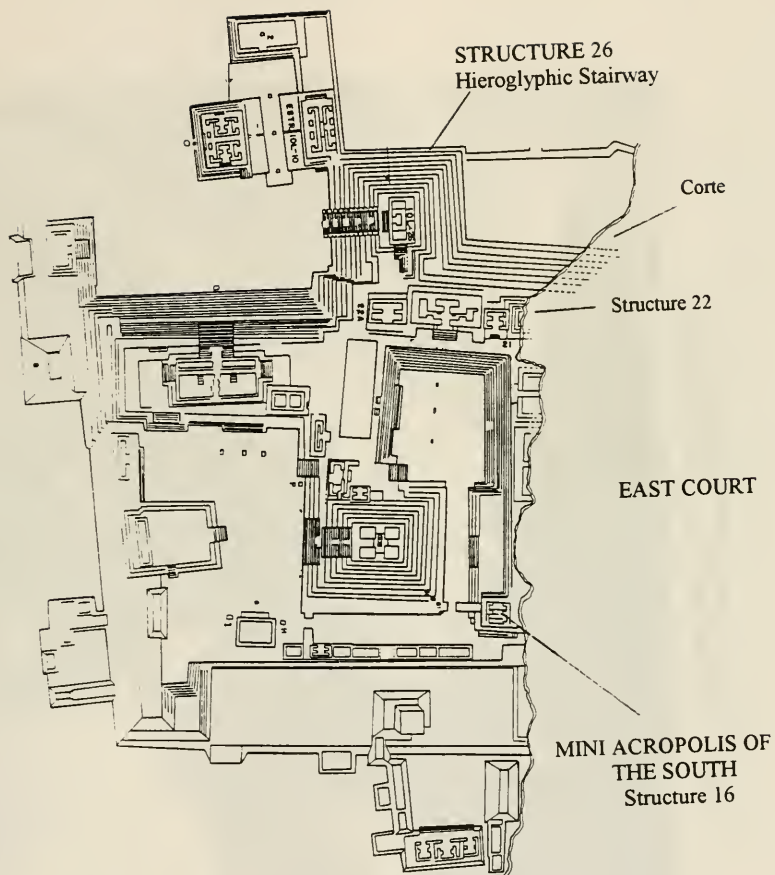 STRUCTURE 26
Hieroglyphic Stairway
Corte
Structure 22
EAST COURT
MINI ACROPOLIS OF
THE SOUTH
Structure 16